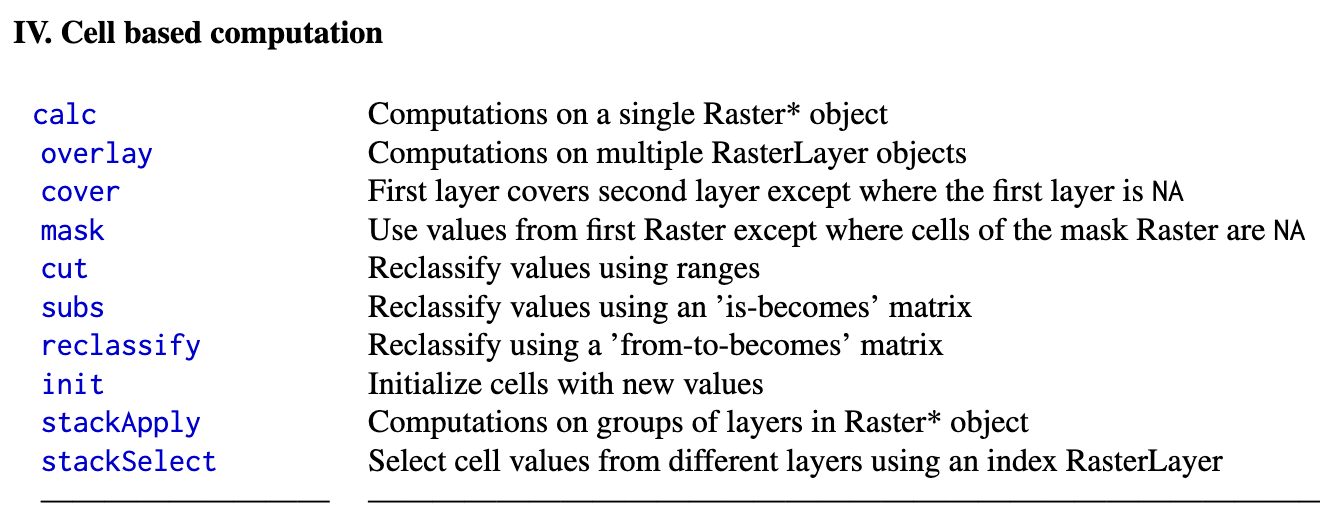 IV. Cell based computation
calc Computations on a single Raster* object
overlay Computations on multiple RasterLayer objects
cover First layer covers second layer except where the first layer is NA
mask Use values from first Raster except where cells of the mask Raster are NA
cut Reclassify values using ranges
subs Reclassify values using an ’is-becomes’ matrix
reclassify Reclassify using a ’from-to-becomes’ matrix
init Initialize cells with new values
stackApply Computations on groups of layers in Raster* object
stackSelect Select cell values from different layers using an index RasterLayer